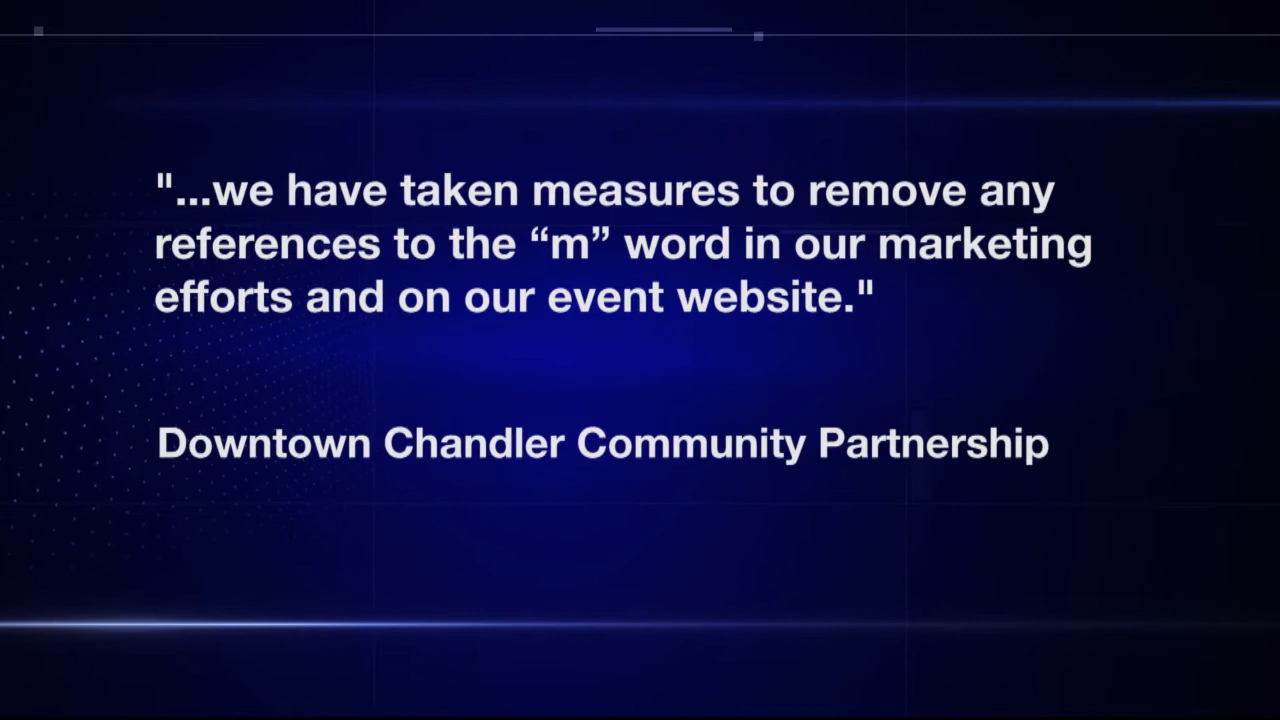 "...we have taken measures to remove any
references to the “m” word in our marketing
efforts and on our event website."
Downtown Chandler Community Partnership